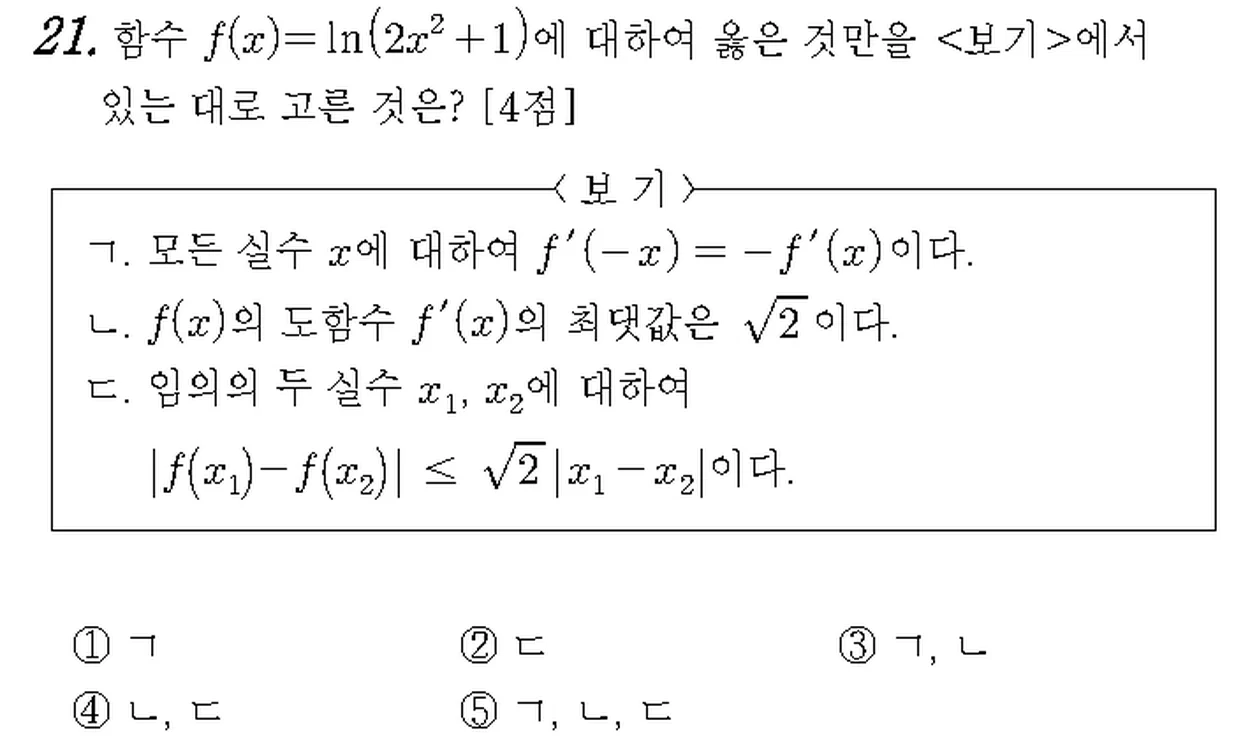 21. 함수 f(x)=ln(2x²+1)에 대하여 옳은 것만을 <보기>에서
있는 대로 고른 것은? [4점]
<보 기>
ㄱ. 모든 실수 x에 대하여 f′(−x) = −f′(x)이다.
ㄴ. f(x)의 도함수 f′(x)의 최댓값은 √2이다.
ㄷ. 임의의 두 실수 x₁, x₂에 대하여
|f(x₁)−f(x₂)| ≤ √2|x₁−x₂|이다.
① ㄱ ② ㄷ ③ ㄱ, ㄴ
④ ㄴ, ㄷ ⑤ ㄱ, ㄴ, ㄷ